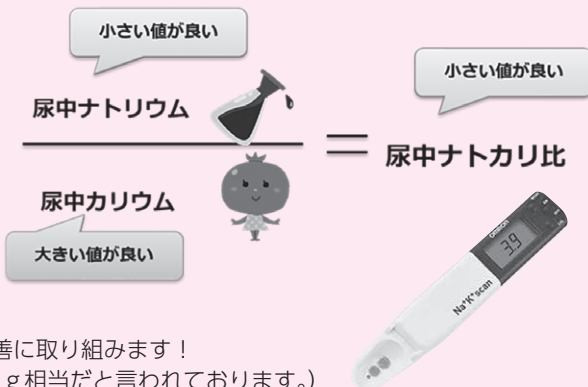 小さい値が良い
小さい値が良い
尿中ナトリウム
＝ 尿中ナトカリ比
尿中カリウム
大きい値が良い
OMRON
3.9
Na⁺K⁺scan
善に取り組みます！
g相当だと言われております。）